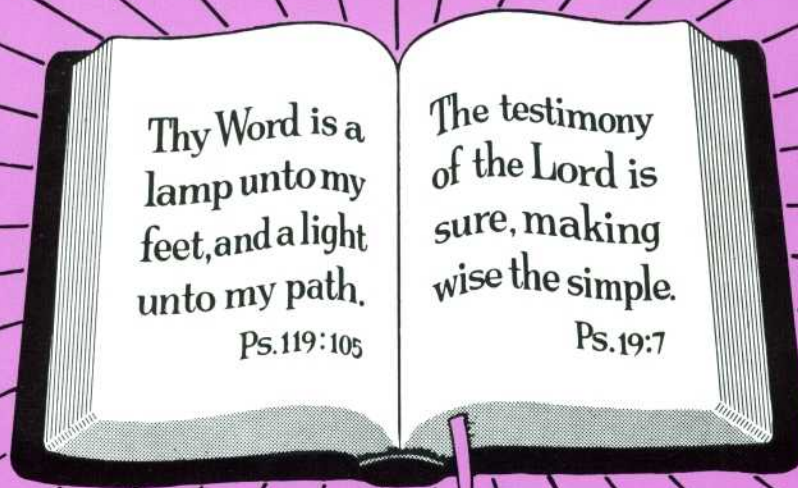 Thy Word is a
lamp unto my
feet, and a light
unto my path.
Ps. 119:105
The testimony
of the Lord is
sure, making
wise the simple.
Ps. 19:7